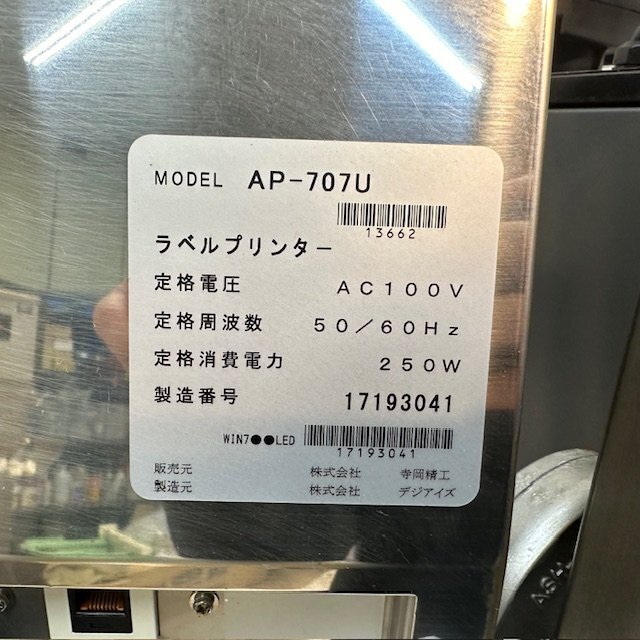 MODEL AP-707U
13662
ラベルプリンター
定格電圧 AC100V
定格周波数 50/60Hz
定格消費電力 250W
製造番号 17193041
WIN7●●LED
17193041
販売元 株式会社 寺岡精工
製造元 株式会社 デジアイズ
ASH